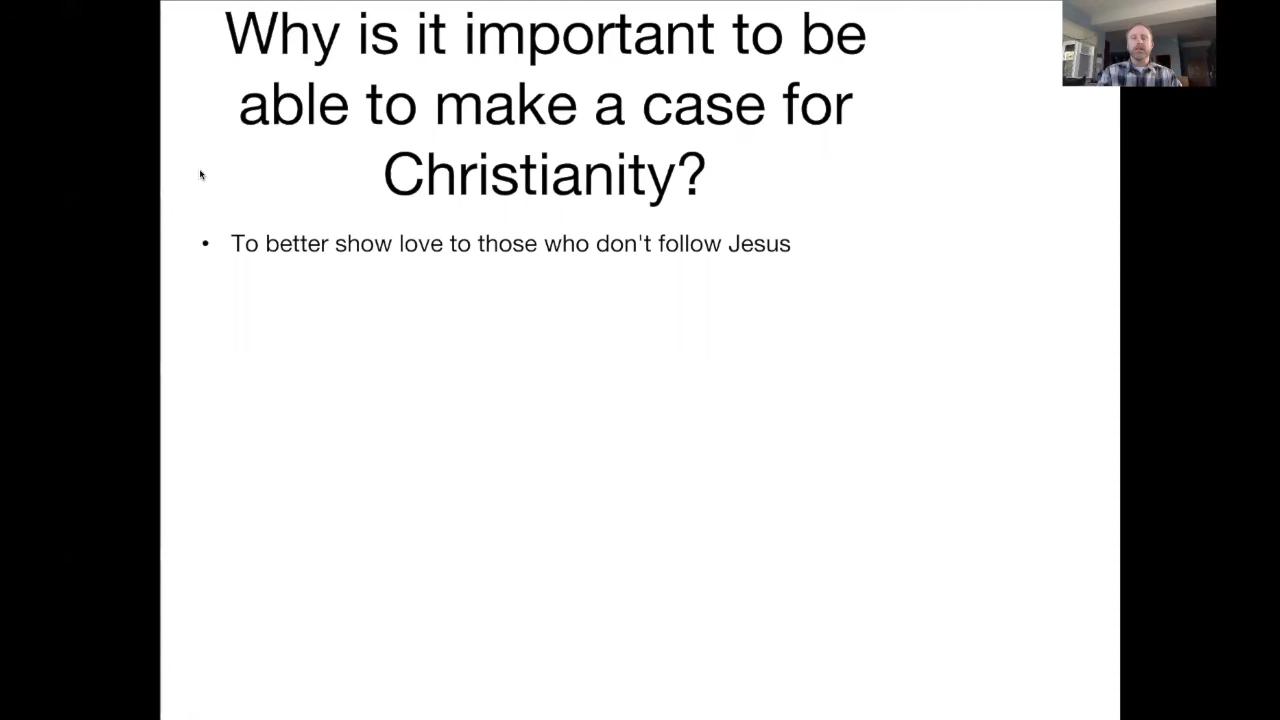 Why is it important to be
able to make a case for
Christianity?
• To better show love to those who don't follow Jesus